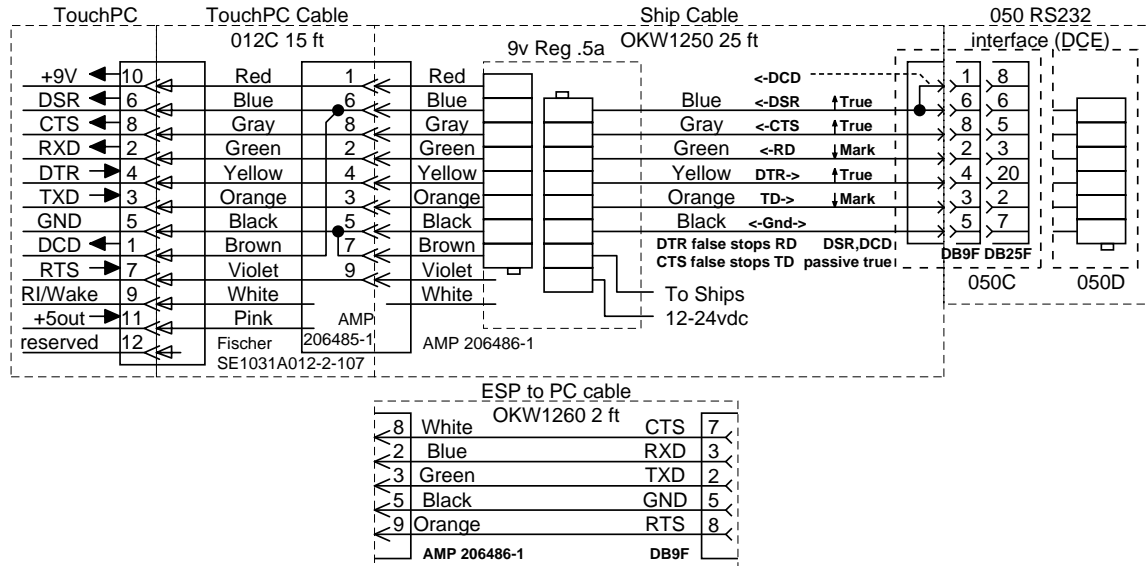 TouchPC TouchPC Cable Ship Cable 050 RS232
012C 15 ft 9v Reg .5a OKW1250 25 ft interface (DCE)
+9V 10 Red 1 Red <-DCD 1 8
DSR 6 Blue 6 Blue Blue <-DSR True 6 6
CTS 8 Gray 8 Gray Gray <-CTS True 8 5
RXD 2 Green 2 Green Green <-RD Mark 2 3
DTR 4 Yellow 4 Yellow Yellow DTR-> True 4 20
TXD 3 Orange 3 Orange Orange TD-> Mark 3 2
GND 5 Black 5 Black Black <-Gnd-> 5 7
DCD 1 Brown 7 Brown DTR false stops RD DSR,DCD DB9F DB25F
RTS 7 Violet 9 Violet CTS false stops TD passive true
050C 050D
RI/Wake 9 White White To Ships
+5out 11 Pink AMP 12-24vdc
reserved 12 Fischer 206485-1 AMP 206486-1
SE1031A012-2-107
ESP to PC cable
OKW1260 2 ft
8 White CTS 7
2 Blue RXD 3
3 Green TXD 2
5 Black GND 5
9 Orange RTS 8
AMP 206486-1 DB9F